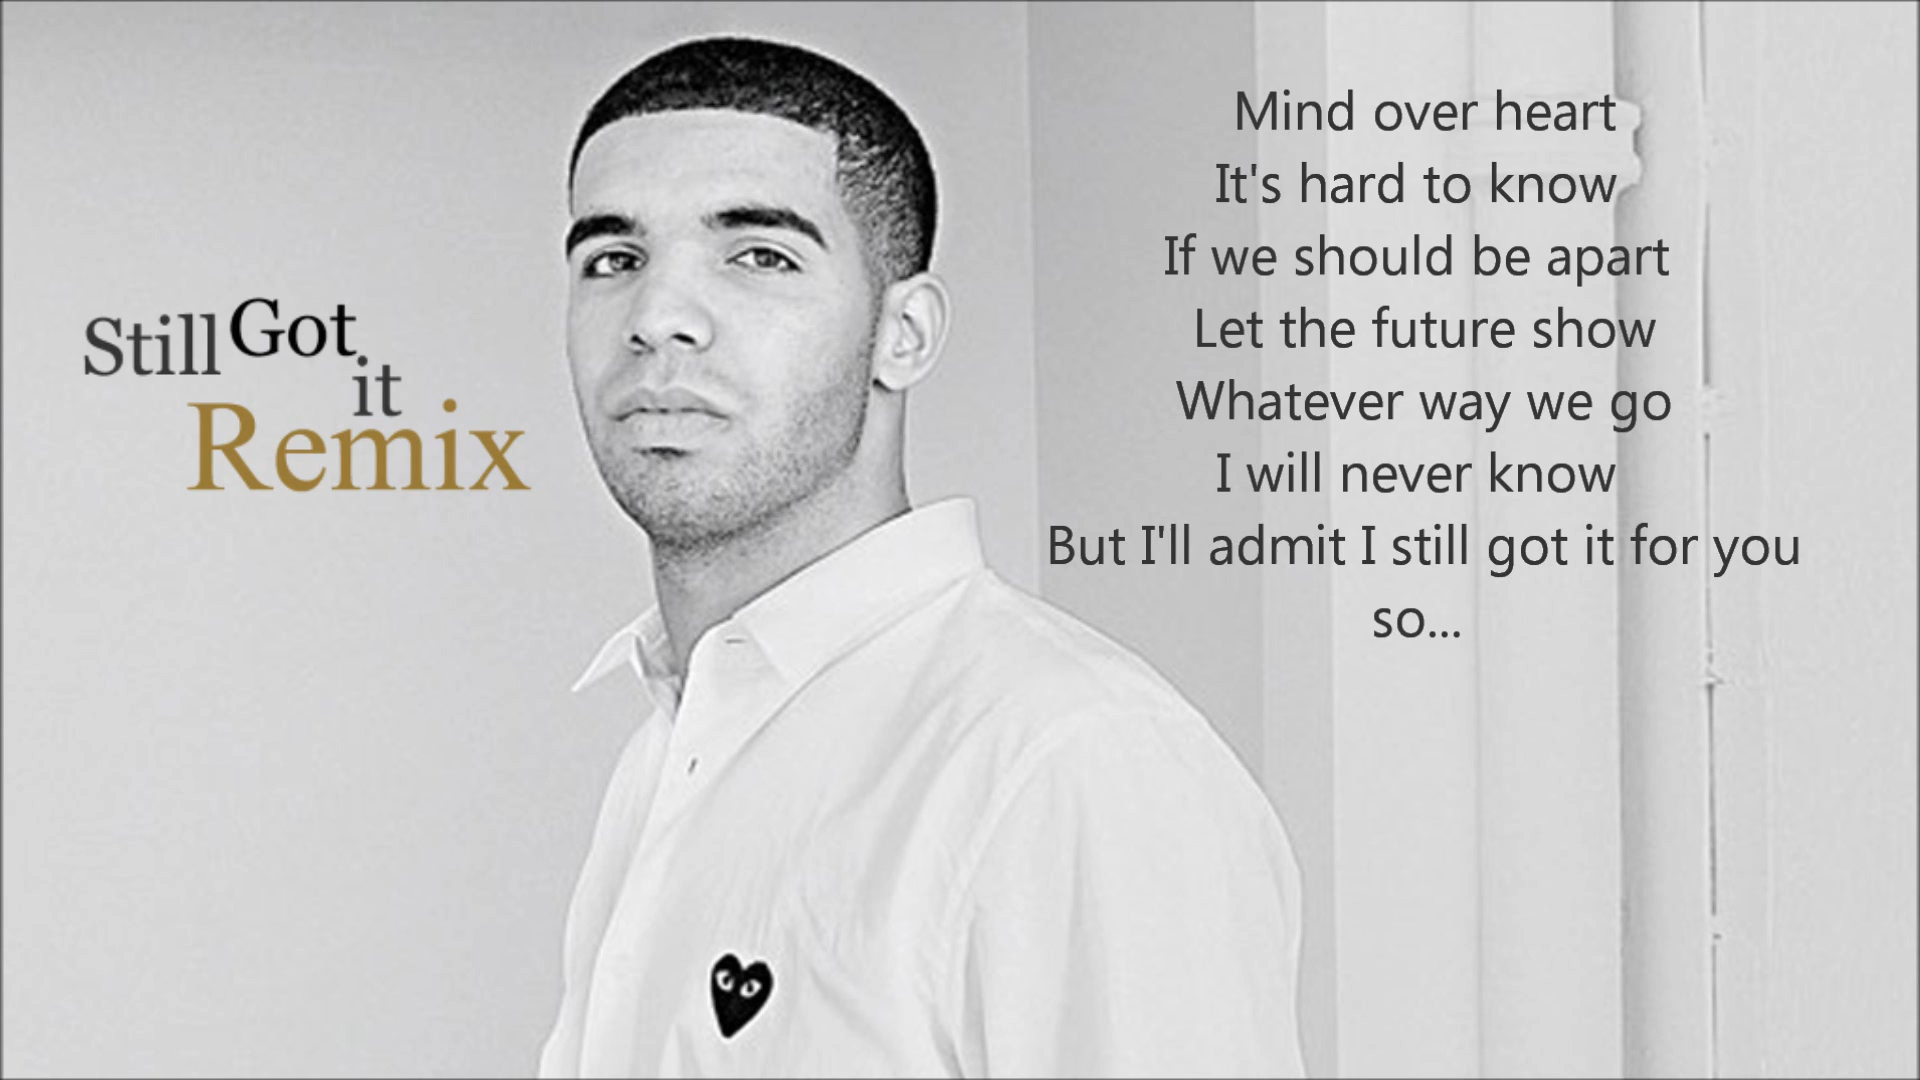 Still Got it
Remix
Mind over heart
It's hard to know
If we should be apart
Let the future show
Whatever way we go
I will never know
But I'll admit I still got it for you
so...